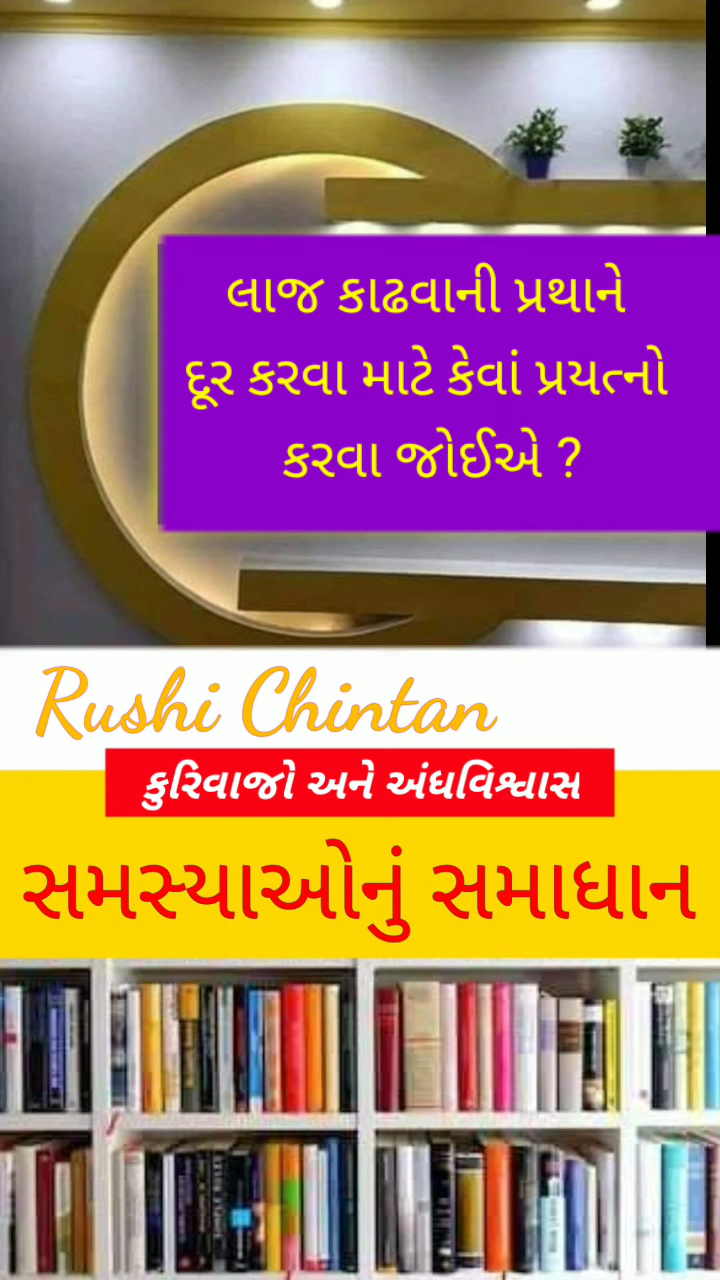 લાજ કાઢવાની પ્રથાને
દૂર કરવા માટે કેવાં પ્રયત્નો
કરવા જોઈએ ?
Rushi Chintan
કુરિવાજો અને અંધવિશ્વાસ
સમસ્યાઓનું સમાધાન